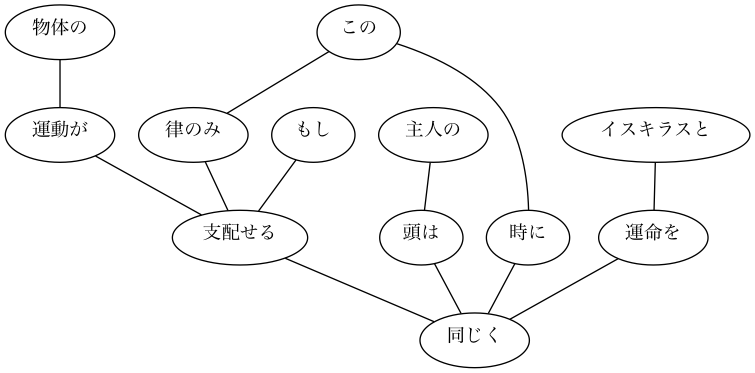 物体の
この
運動が
律のみ
もし
主人の
イスキラスと
支配せる
頭は
時に
運命を
同じく